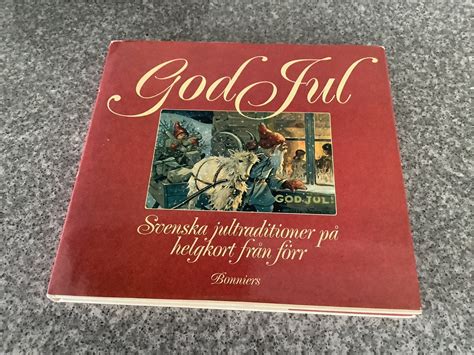 God Jul
GOD JUL!
Svenska jultraditioner på
helgkort från förr
Bonniers